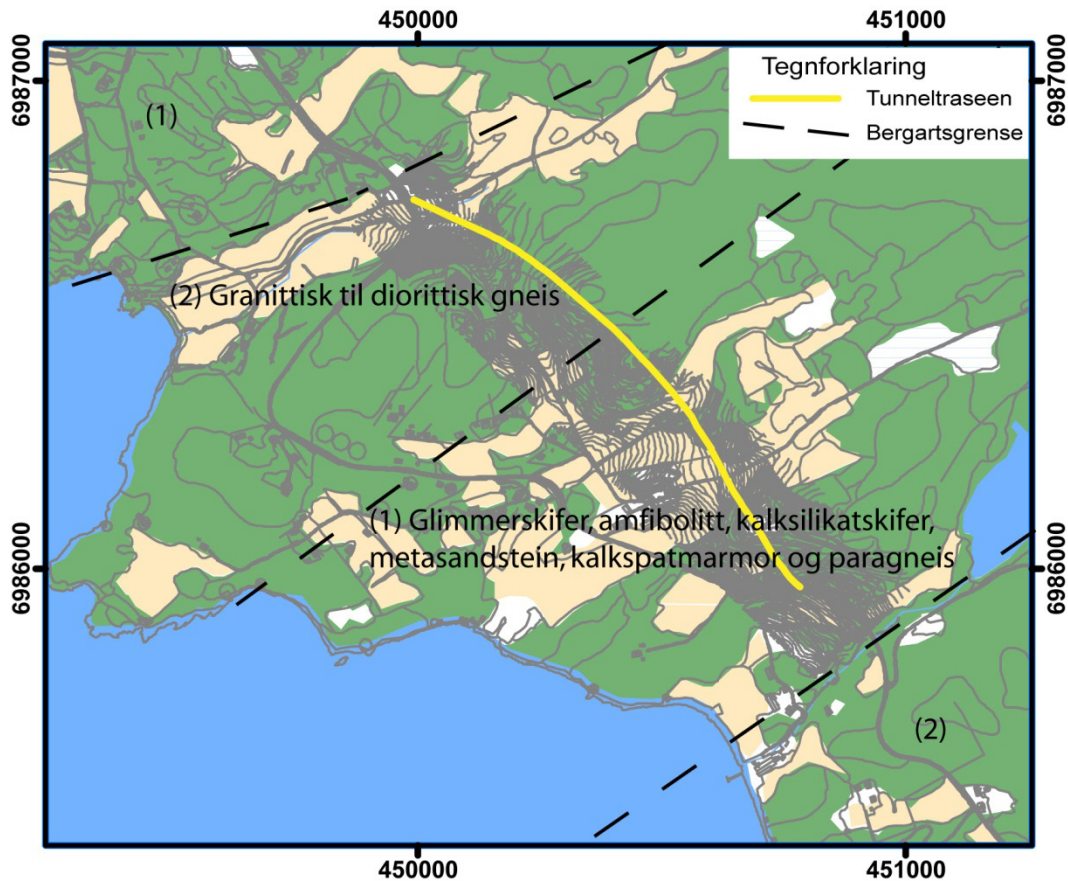 450000
451000
6987000
6987000
Tegnforklaring
Tunneltraseen
Bergartsgrense
(1)
(2) Granittisk til diorittisk gneis
(1) Glimmerskifer, amfibolitt, kalksilikatskifer,
metasandstein, kalkspatmarmor og paragneis
6986000
6986000
(2)
450000
451000